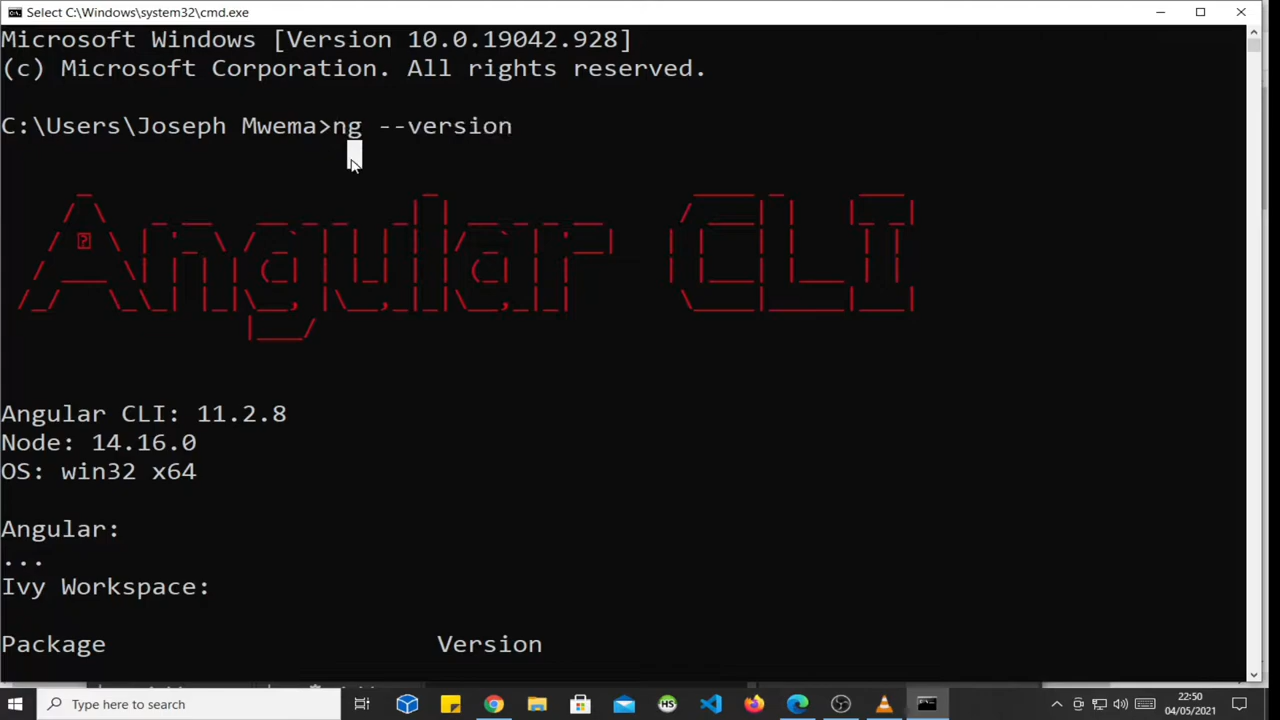 Select C:\Windows\system32\cmd.exe
Microsoft Windows [Version 10.0.19042.928]
(c) Microsoft Corporation. All rights reserved.
C:\Users\Joseph Mwema>ng --version
Angular CLI
Angular CLI: 11.2.8
Node: 14.16.0
OS: win32 x64
Angular:
...
Ivy Workspace:
Package Version
Type here to search
HS
22:50
04/05/2021